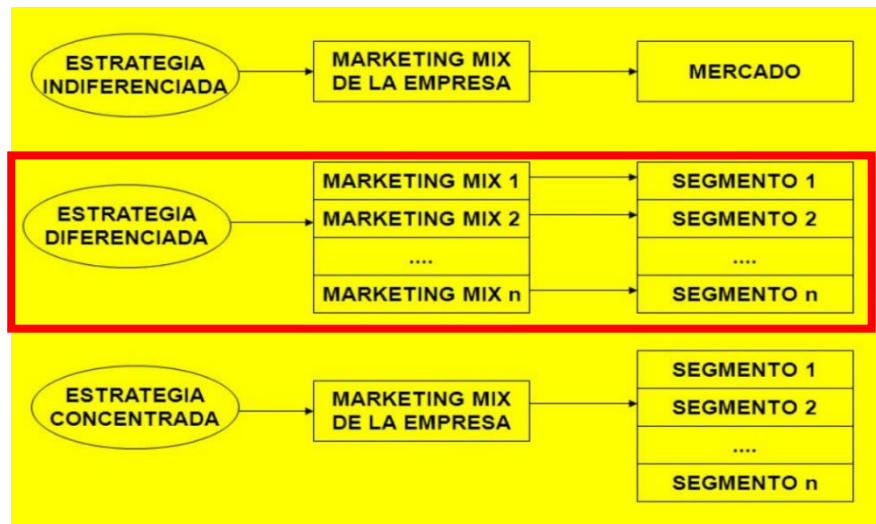 ESTRATEGIA
INDIFERENCIADA
MARKETING MIX
DE LA EMPRESA
MERCADO
ESTRATEGIA
DIFERENCIADA
MARKETING MIX 1
MARKETING MIX 2
....
MARKETING MIX n
SEGMENTO 1
SEGMENTO 2
....
SEGMENTO n
ESTRATEGIA
CONCENTRADA
MARKETING MIX
DE LA EMPRESA
SEGMENTO 1
SEGMENTO 2
....
SEGMENTO n